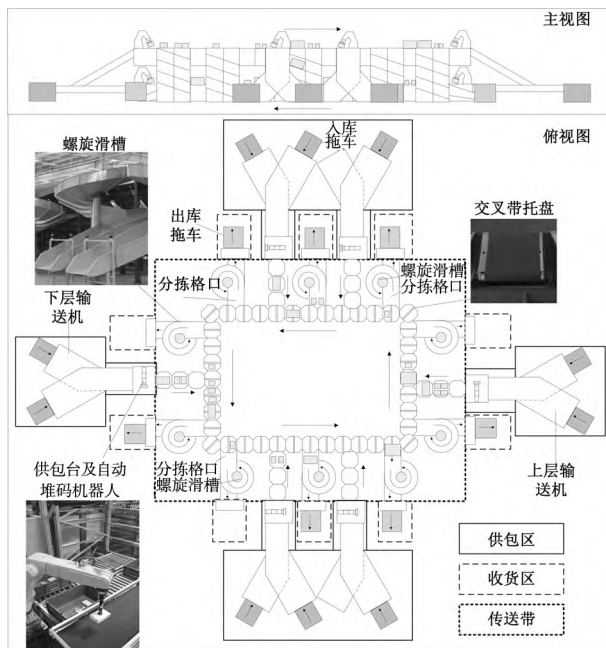 主视图
俯视图
螺旋滑槽
入库
拖车
出库
拖车
交叉带托盘
分拣格口
螺旋滑槽
分拣格口
下层输
送机
供包台及自动
堆码机器人
分拣格口
螺旋滑槽
上层输
送机
供包区
收货区
传送带